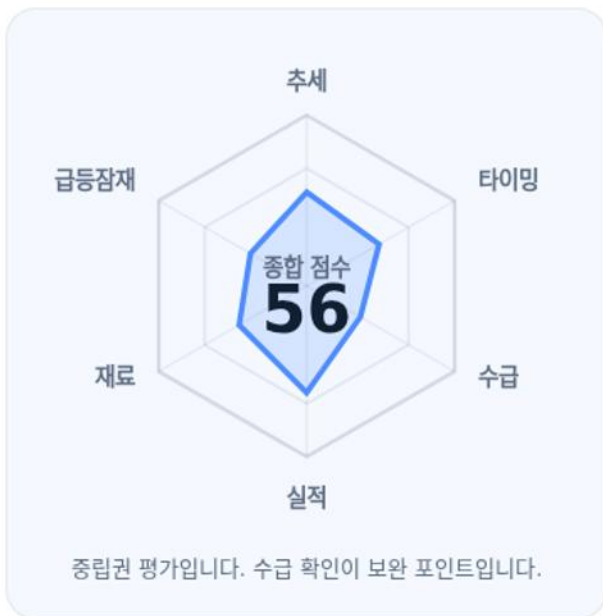 추세
급등잠재
타이밍
종합 점수
56
재료
수급
실적
중립권 평가입니다. 수급 확인이 보완 포인트입니다.